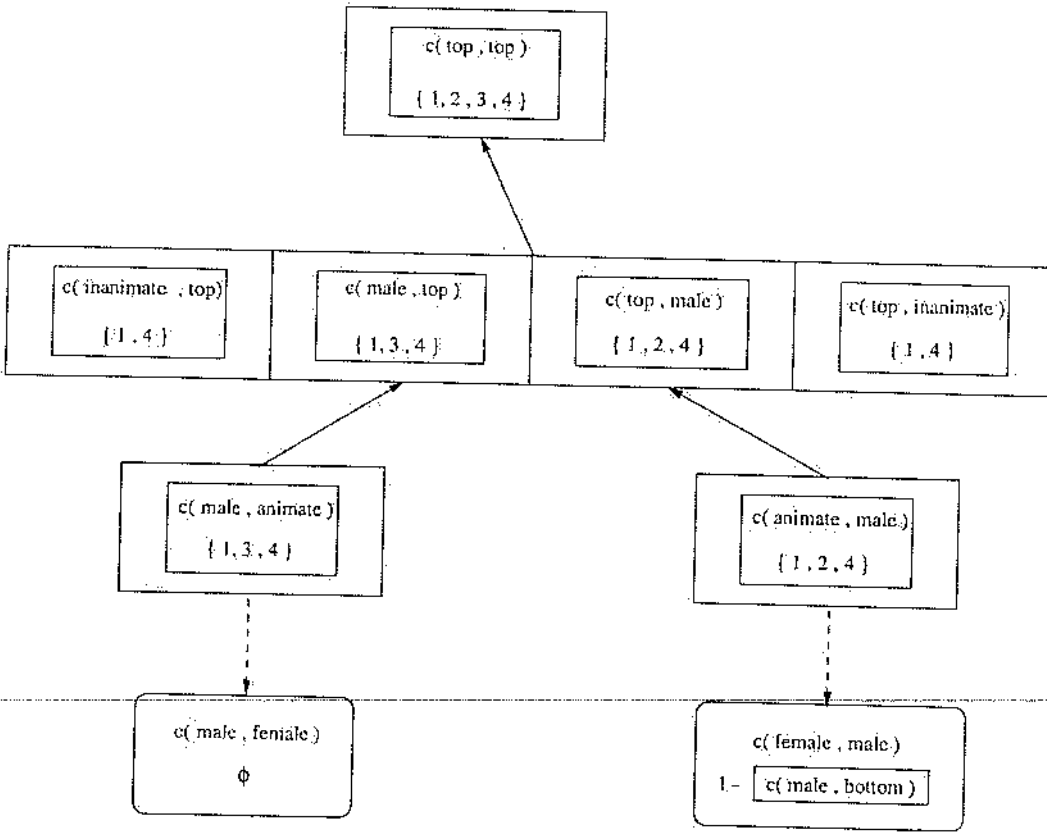 c( top , top )
{ 1 , 2 , 3 , 4 }
c( inanimate , top)
{ 1 , 4 }
c( male , top )
{ 1 , 3 , 4 }
c( top , male )
{ 1 , 2 , 4 }
c( top , inanimate )
{ 1 , 4 }
c( male , animate )
{ 1 , 3 , 4 }
c( animate , male )
{ 1 , 2 , 4 }
c( male , female )
ϕ
c( female , male )
1 - c( male , bottom )